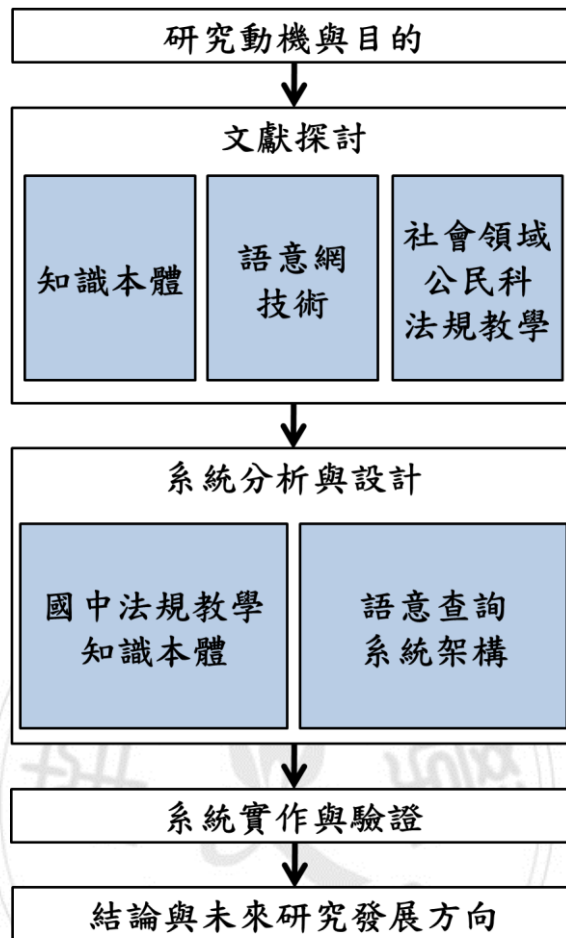 研究動機與目的
文獻探討
知識本體
語意網
技術
社會領域
公民科
法規教學
系統分析與設計
國中法規教學
知識本體
語意查詢
系統架構
系統實作與驗證
結論與未來研究發展方向